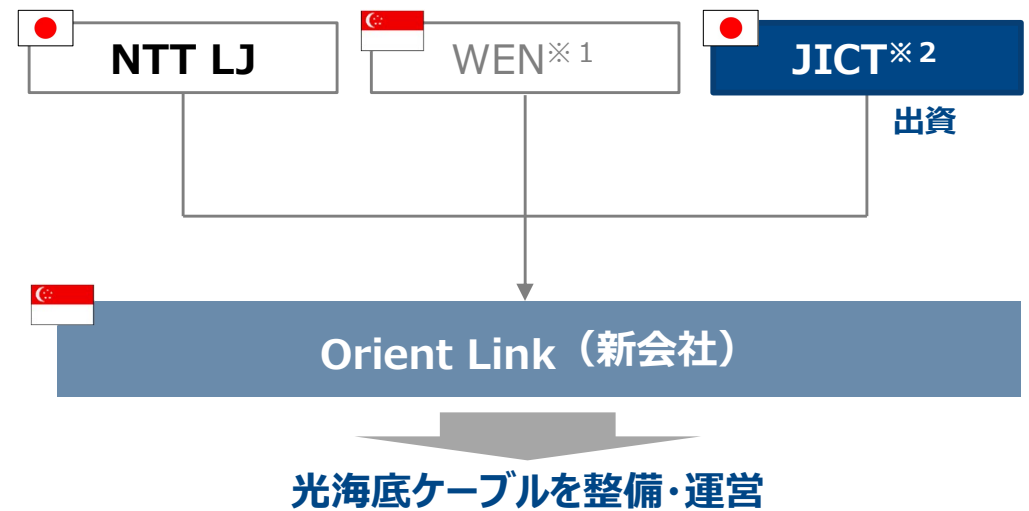 NTT LJ
WEN※1
JICT※2
出資
Orient Link（新会社）
光海底ケーブルを整備・運営